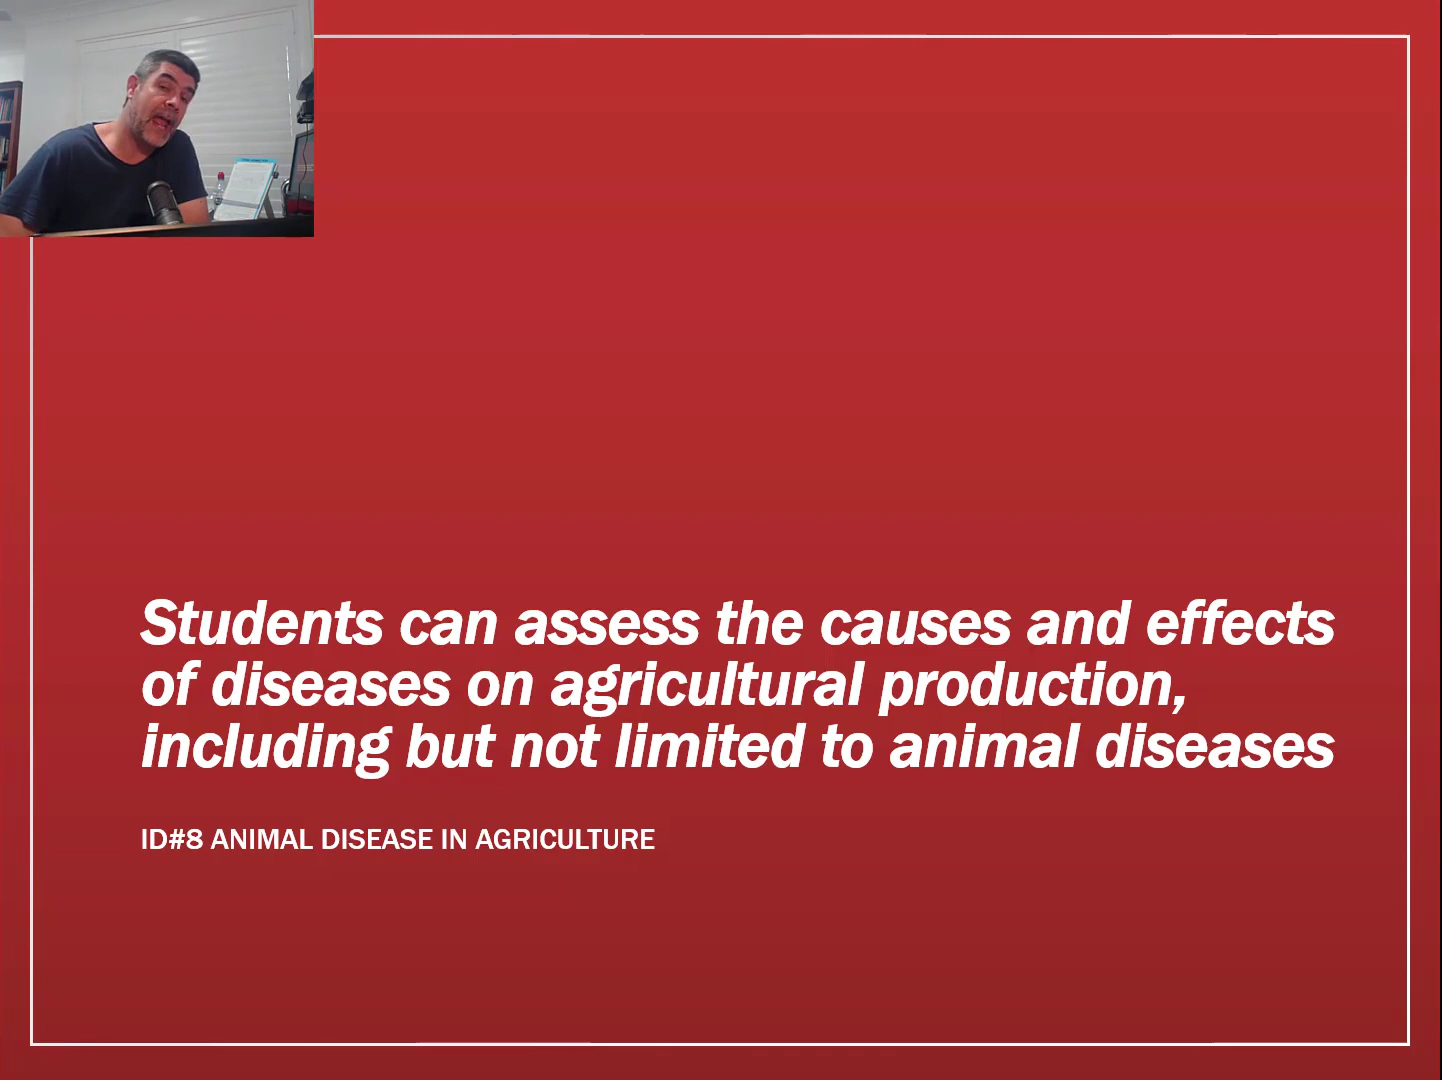 Students can assess the causes and effects
of diseases on agricultural production,
including but not limited to animal diseases
ID#8 ANIMAL DISEASE IN AGRICULTURE